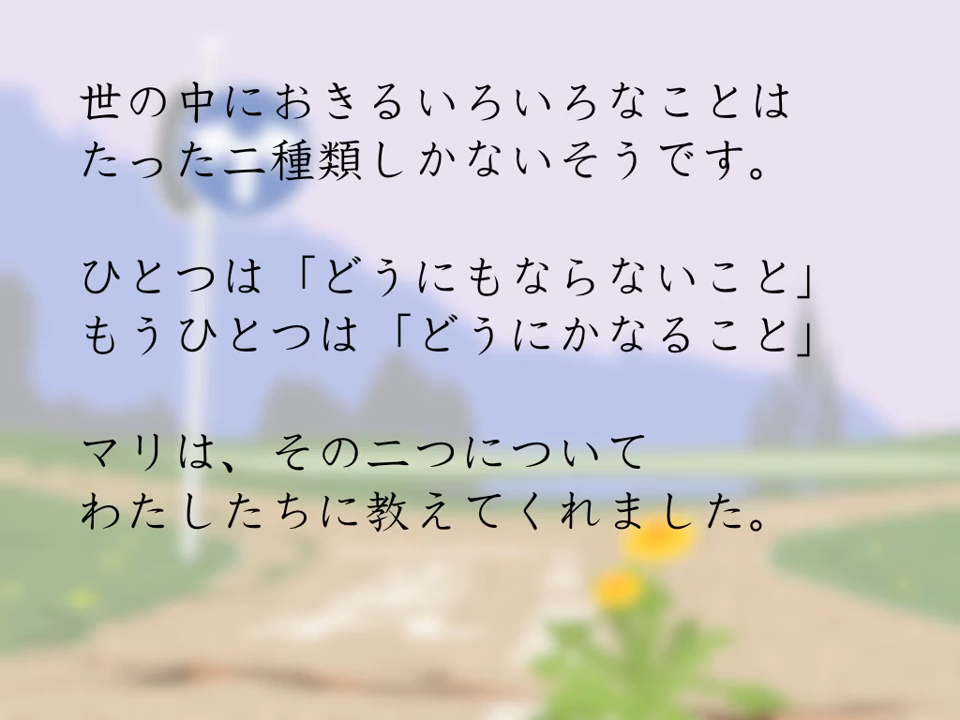 世の中におきるいろいろなことは
たった二種類しかないそうです。
ひとつは「どうにもならないこと」
もうひとつは「どうにかなること」
マリは、その二つについて
わたしたちに教えてくれました。